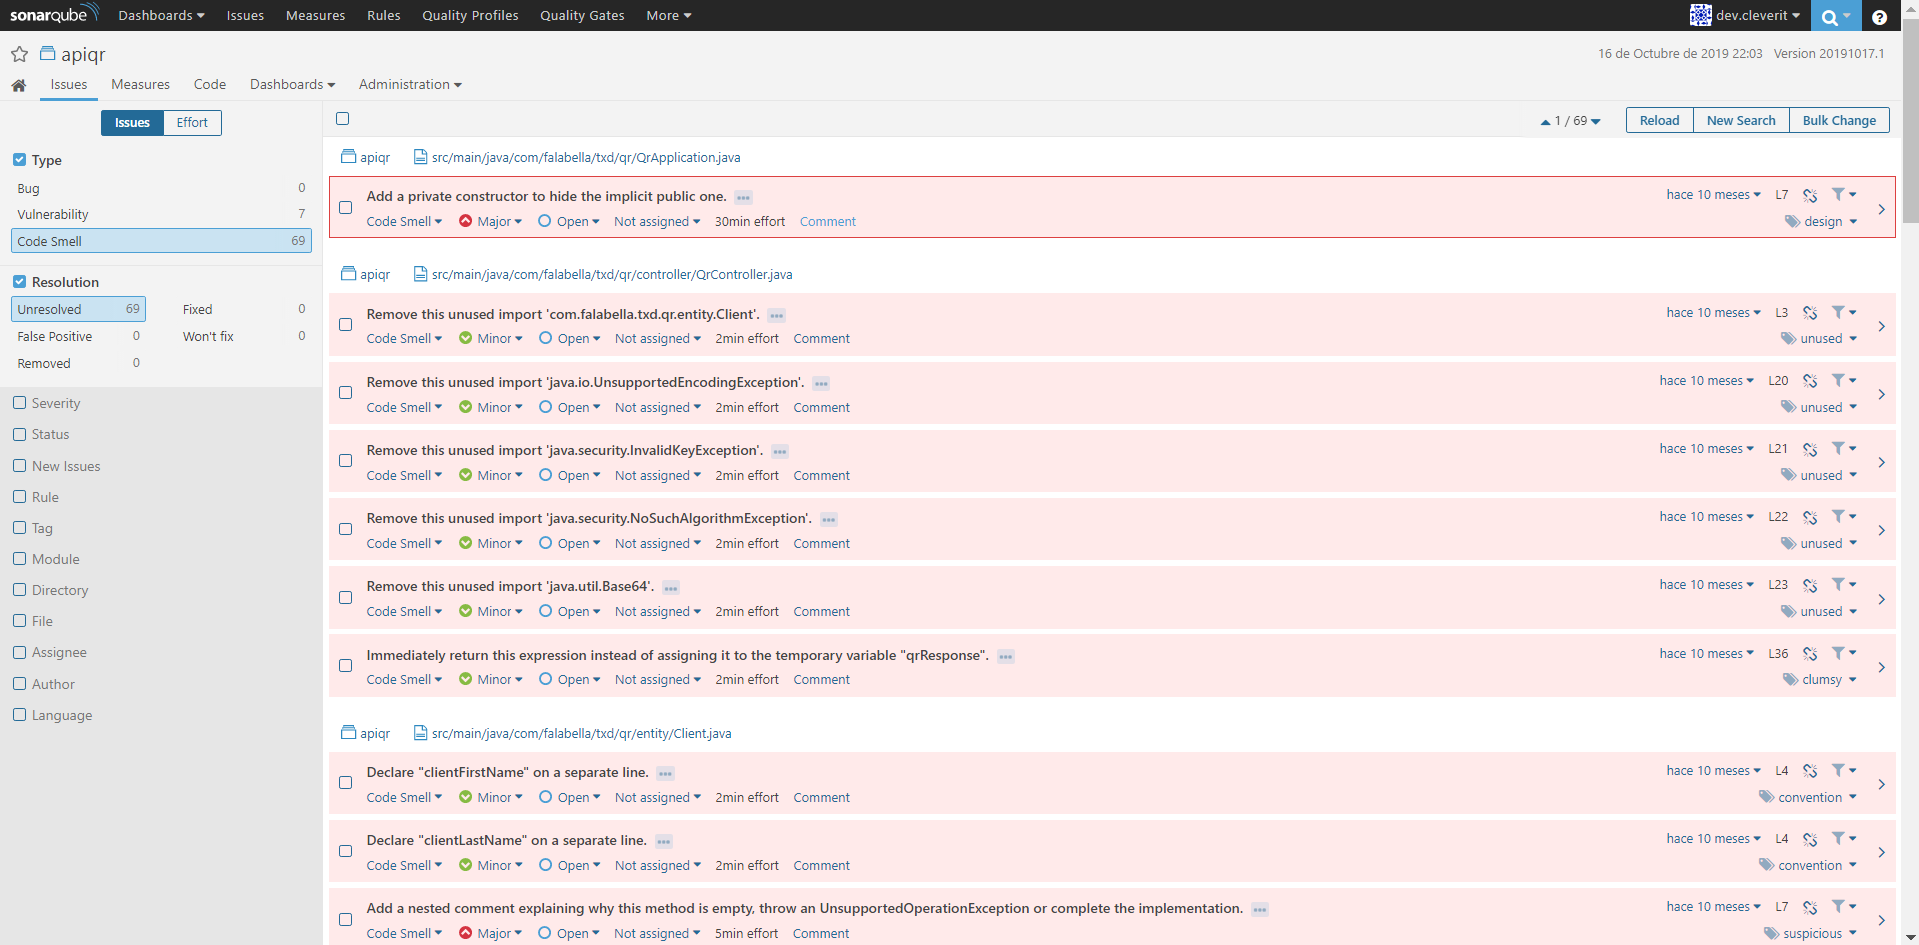 sonarqube Dashboards Issues Measures Rules Quality Profiles Quality Gates More dev.cleverit ?
apiqr 16 de Octubre de 2019 22:03 Version 20191017.1
Issues Measures Code Dashboards Administration
Issues Effort
1 / 69 Reload New Search Bulk Change
Type
Bug 0
Vulnerability 7
Code Smell 69
Resolution
Unresolved 69 Fixed 0
False Positive 0 Won't fix 0
Removed 0
Severity
Status
New Issues
Rule
Tag
Module
Directory
File
Assignee
Author
Language
apiqr src/main/java/com/falabella/txd/qr/QrApplication.java
Add a private constructor to hide the implicit public one. ••• hace 10 meses L7
Code Smell Major Open Not assigned 30min effort Comment design
apiqr src/main/java/com/falabella/txd/qr/controller/QrController.java
Remove this unused import 'com.falabella.txd.qr.entity.Client'. ••• hace 10 meses L3
Code Smell Minor Open Not assigned 2min effort Comment unused
Remove this unused import 'java.io.UnsupportedEncodingException'. ••• hace 10 meses L20
Code Smell Minor Open Not assigned 2min effort Comment unused
Remove this unused import 'java.security.InvalidKeyException'. ••• hace 10 meses L21
Code Smell Minor Open Not assigned 2min effort Comment unused
Remove this unused import 'java.security.NoSuchAlgorithmException'. ••• hace 10 meses L22
Code Smell Minor Open Not assigned 2min effort Comment unused
Remove this unused import 'java.util.Base64'. ••• hace 10 meses L23
Code Smell Minor Open Not assigned 2min effort Comment unused
Immediately return this expression instead of assigning it to the temporary variable "qrResponse". ••• hace 10 meses L36
Code Smell Minor Open Not assigned 2min effort Comment clumsy
apiqr src/main/java/com/falabella/txd/qr/entity/Client.java
Declare "clientFirstName" on a separate line. ••• hace 10 meses L4
Code Smell Minor Open Not assigned 2min effort Comment convention
Declare "clientLastName" on a separate line. ••• hace 10 meses L4
Code Smell Minor Open Not assigned 2min effort Comment convention
Add a nested comment explaining why this method is empty, throw an UnsupportedOperationException or complete the implementation. ••• hace 10 meses L7
Code Smell Major Open Not assigned 5min effort Comment suspicious